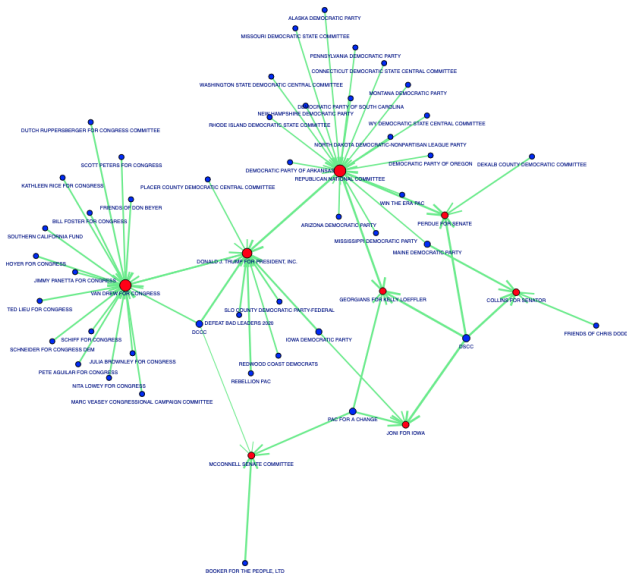 ALASKA DEMOCRATIC PARTY
MISSOURI DEMOCRATIC STATE COMMITTEE
PENNSYLVANIA DEMOCRATIC PARTY
CONNECTICUT DEMOCRATIC STATE CENTRAL COMMITTEE
WASHINGTON STATE DEMOCRATIC CENTRAL COMMITTEE
MONTANA DEMOCRATIC PARTY
DEMOCRATIC PARTY OF SOUTH CAROLINA
NEW HAMPSHIRE DEMOCRATIC PARTY
RHODE ISLAND DEMOCRATIC STATE COMMITTEE
WY DEMOCRATIC STATE CENTRAL COMMITTEE
DUTCH RUPPERSBERGER FOR CONGRESS COMMITTEE
NORTH DAKOTA DEMOCRATIC-NONPARTISAN LEAGUE PARTY
SCOTT PETERS FOR CONGRESS
DEMOCRATIC PARTY OF OREGON
DEKALB COUNTY DEMOCRATIC COMMITTEE
DEMOCRATIC PARTY OF ARKANSAS
REPUBLICAN NATIONAL COMMITTEE
KATHLEEN RICE FOR CONGRESS
PLACER COUNTY DEMOCRATIC CENTRAL COMMITTEE
WIN THE ERA PAC
FRIENDS OF DON BEYER
BILL FOSTER FOR CONGRESS
PERDUE FOR SENATE
ARIZONA DEMOCRATIC PARTY
SOUTHERN CALIFORNIA FUND
MISSISSIPPI DEMOCRATIC PARTY
MAINE DEMOCRATIC PARTY
HOYER FOR CONGRESS
DONALD J. TRUMP FOR PRESIDENT, INC.
JIMMY PANETTA FOR CONGRESS
VAN DREW FOR CONGRESS
GEORGIANS FOR KELLY LOEFFLER
COLLINS FOR SENATOR
TED LIEU FOR CONGRESS
SLO COUNTY DEMOCRATIC PARTY-FEDERAL
DEFEAT BAD LEADERS 2020
DCCC
FRIENDS OF CHRIS DODD
SCHIFF FOR CONGRESS
IOWA DEMOCRATIC PARTY
DSCC
SCHNEIDER FOR CONGRESS DEM
JULIA BROWNLEY FOR CONGRESS
REDWOOD COAST DEMOCRATS
PETE AGUILAR FOR CONGRESS
REBELLION PAC
NITA LOWEY FOR CONGRESS
MARC VEASEY CONGRESSIONAL CAMPAIGN COMMITTEE
PAC FOR A CHANGE
JONI FOR IOWA
MCCONNELL SENATE COMMITTEE
BOOKER FOR THE PEOPLE, LTD